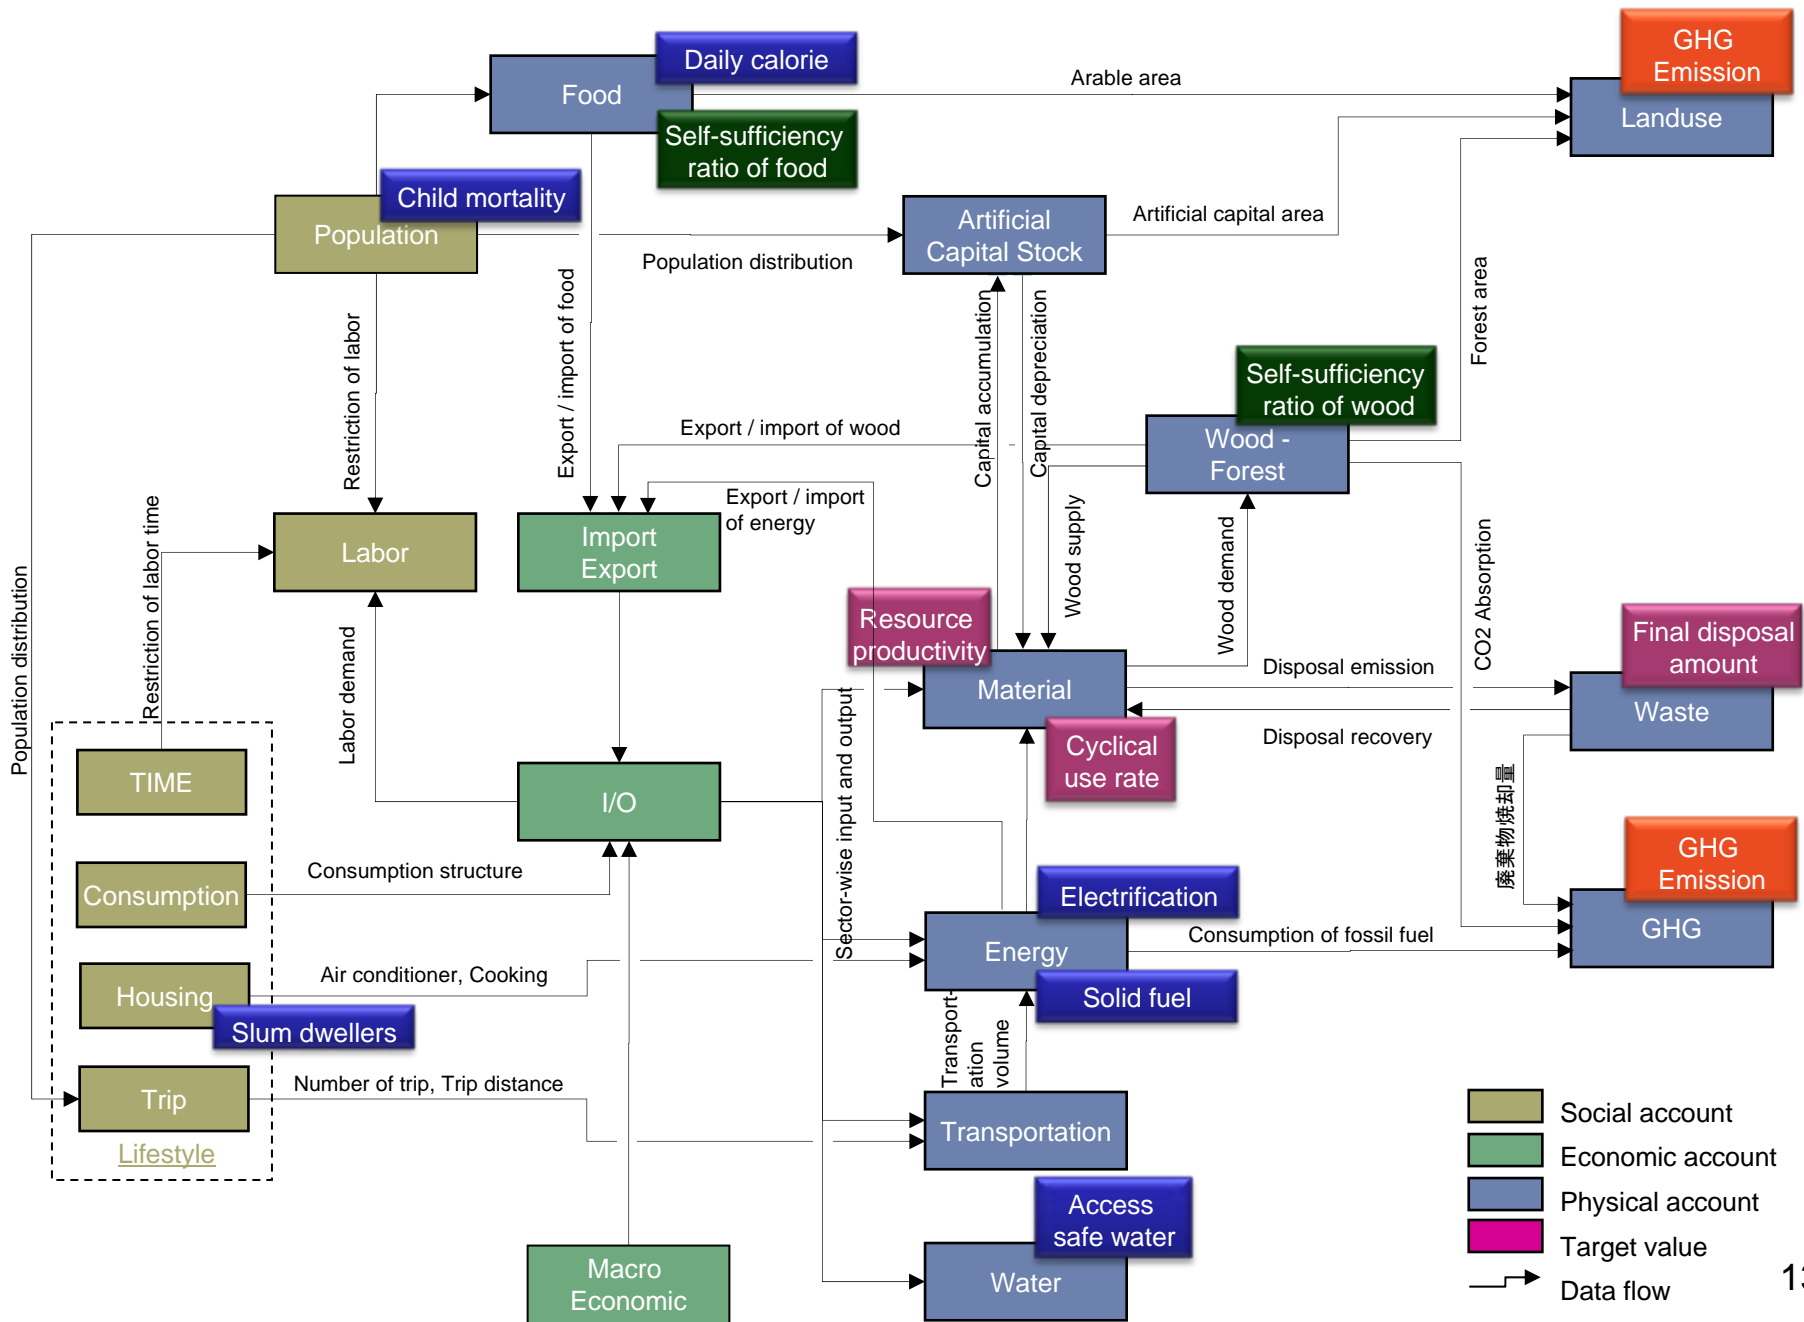 GHG
Emission
Landuse
Daily calorie
Food
Self-sufficiency
ratio of food
Arable area
Child mortality
Population
Population distribution
Artificial
Capital Stock
Artificial capital area
Forest area
Restriction of labor
Export / import of food
Capital accumulation
Capital depreciation
Self-sufficiency
ratio of wood
Wood -
Forest
Export / import of wood
Export / import
of energy
Wood supply
Wood demand
CO2 Absorption
Restriction of labor time
Population distribution
Labor
Import
Export
Labor demand
Resource
productivity
Material
Cyclical
use rate
Disposal emission
Disposal recovery
Final disposal
amount
Waste
廃棄物焼却量
TIME
I/O
Sector-wise input and output
Consumption
Consumption structure
Electrification
Energy
Solid fuel
Consumption of fossil fuel
GHG
Emission
GHG
Housing
Slum dwellers
Air conditioner, Cooking
Transport-
ation
volume
Trip
Number of trip, Trip distance
Lifestyle
Transportation
Access
safe water
Water
Macro
Economic
Social account
Economic account
Physical account
Target value
Data flow